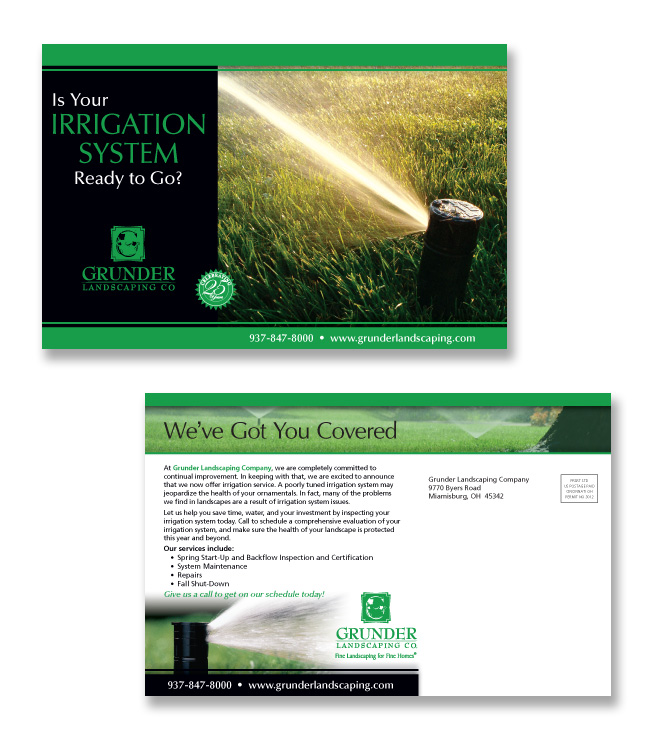 Is Your
IRRIGATION
SYSTEM
Ready to Go?
GRUNDER
LANDSCAPING CO
CELEBRATING
25
Years
937-847-8000 • www.grunderlandscaping.com
We've Got You Covered
At Grunder Landscaping Company, we are completely committed to
continual improvement. In keeping with that, we are exited to announce
that we now offer irrigation service. A poorly tuned irrigation system may
jeopardize the health of your ornamentals. In fact, many of the problems
we find in landscapes are a result of irrigation system issues.
Let us help you save time, water, and your investment by inspecting your
irrigation system today. Call to schedule a comprehensive evaluation of your
irrigation system, and make sure the health of your landscape is protected
this year and beyond.
Our services include:
• Spring Start-Up and Backflow Inspection and Certification
• System Maintenance
• Repairs
• Fall Shut-Down
Give us a call to get on our schedule today!
GRUNDER
LANDSCAPING CO.
Fine Landscaping for Fine Homes®
937-847-8000 • www.grunderlandscaping.com
Grunder Landscaping Company
9770 Byers Road
Miamisburg, OH 45342
US POSTAGE PAID
CINCINNATI OH